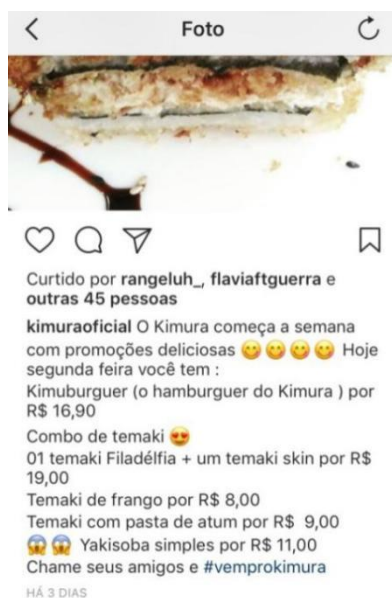 Foto
Curtido por rangeluh_, flaviaftguerra e
outras 45 pessoas
kimuraoficial O Kimura começa a semana
com promoções deliciosas 😋 😋 😋 😋 Hoje
segunda feira você tem :
Kimuburguer (o hamburguer do Kimura ) por
R$ 16,90
Combo de temaki 😍
01 temaki Filadélfia + um temaki skin por R$
19,00
Temaki de frango por R$ 8,00
Temaki com pasta de atum por R$ 9,00
😱 😱 Yakisoba simples por R$ 11,00
Chame seus amigos e #vemprokimura
HÁ 3 DIAS